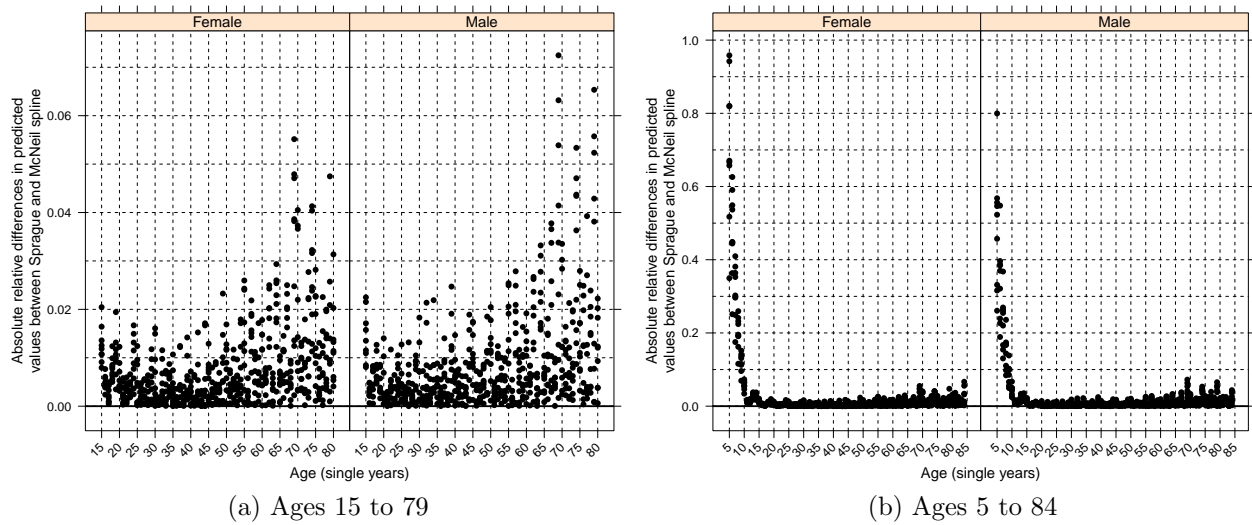 Female
Male
Absolute relative differences in predicted
values between Sprague and McNeil spline
0.06
0.04
0.02
0.00
15 20 25 30 35 40 45 50 55 60 65 70 75 80
15 20 25 30 35 40 45 50 55 60 65 70 75 80
Age (single years)
(a) Ages 15 to 79
Female
Male
Absolute relative differences in predicted
values between Sprague and McNeil spline
1.0
0.8
0.6
0.4
0.2
0.0
5 10 15 20 25 30 35 40 45 50 55 60 65 70 75 80 85
5 10 15 20 25 30 35 40 45 50 55 60 65 70 75 80 85
Age (single years)
(b) Ages 5 to 84